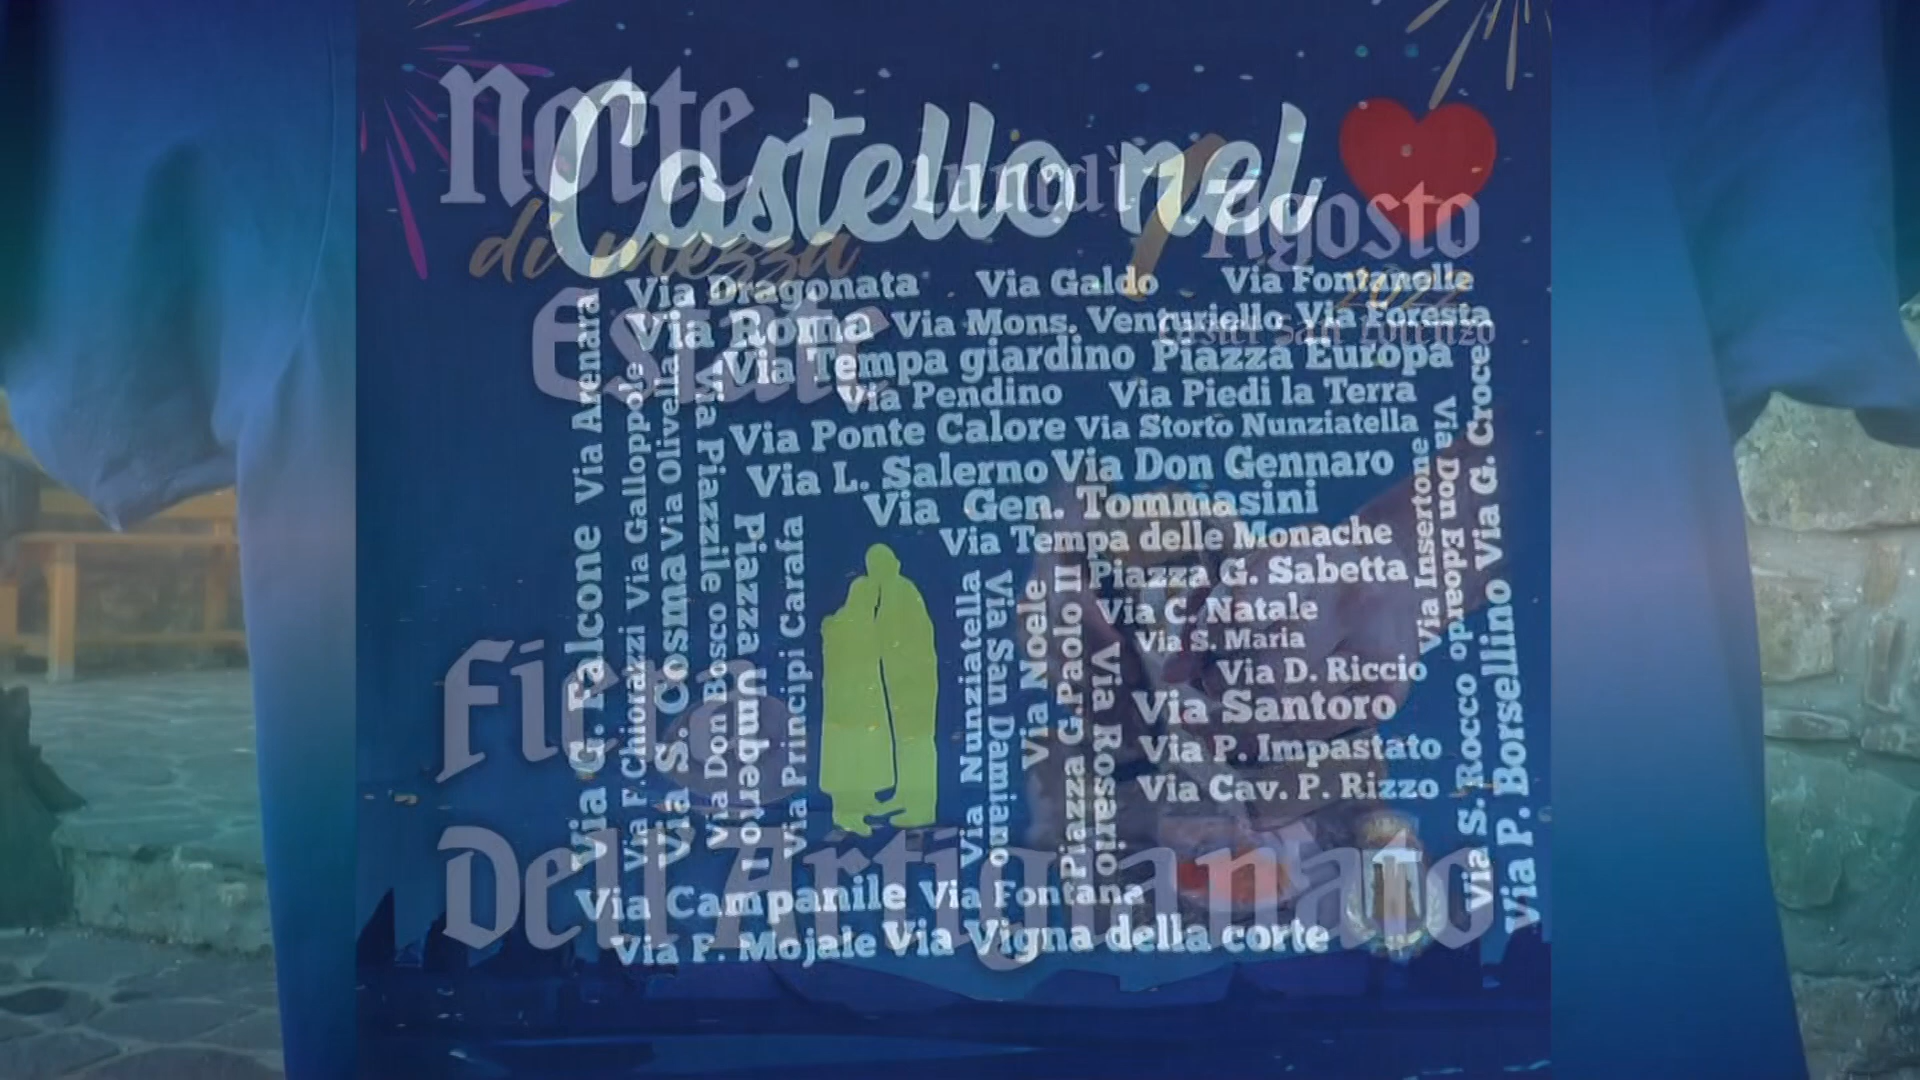 Notte
Castello nel
Lunedì 1 Agosto
di mezza
2022
Estate
Castel San Lorenzo
Via Dragonata Via Galdo Via Fontanelle
Via Roma Via Mons. Venturiello Via Foresta
Via Tempa giardino Piazza Europa
Via Pendino Via Piedi la Terra
Via Ponte Calore Via Storto Nunziatella
Via L. Salerno Via Don Gennaro
Via Gen. Tommasini
Via Tempa delle Monache
Piazza G. Sabetta
Via C. Natale
Via S. Maria
Via D. Riccio
Via Santoro
Via P. Impastato
Via Cav. P. Rizzo
Via G. Falcone Via Arenara
Via F. Chiorazzi Via Galloppole
Via S. Cosma Via Olivella
Via Don Bosco Via Piazzile
Piazza Umberto I
Via Principi Carafa
Via Nunziatella
Via San Damiano
Via Noele
Piazza G.Paolo II
Via Rosario
Via Insertone
Via Don Edoardo
Via S. Rocco
Via P. Borsellino Via G. Croce
Via Campanile Via Fontana
Via F. Mojale Via Vigna della corte
Fiera
Dell'Artigianato